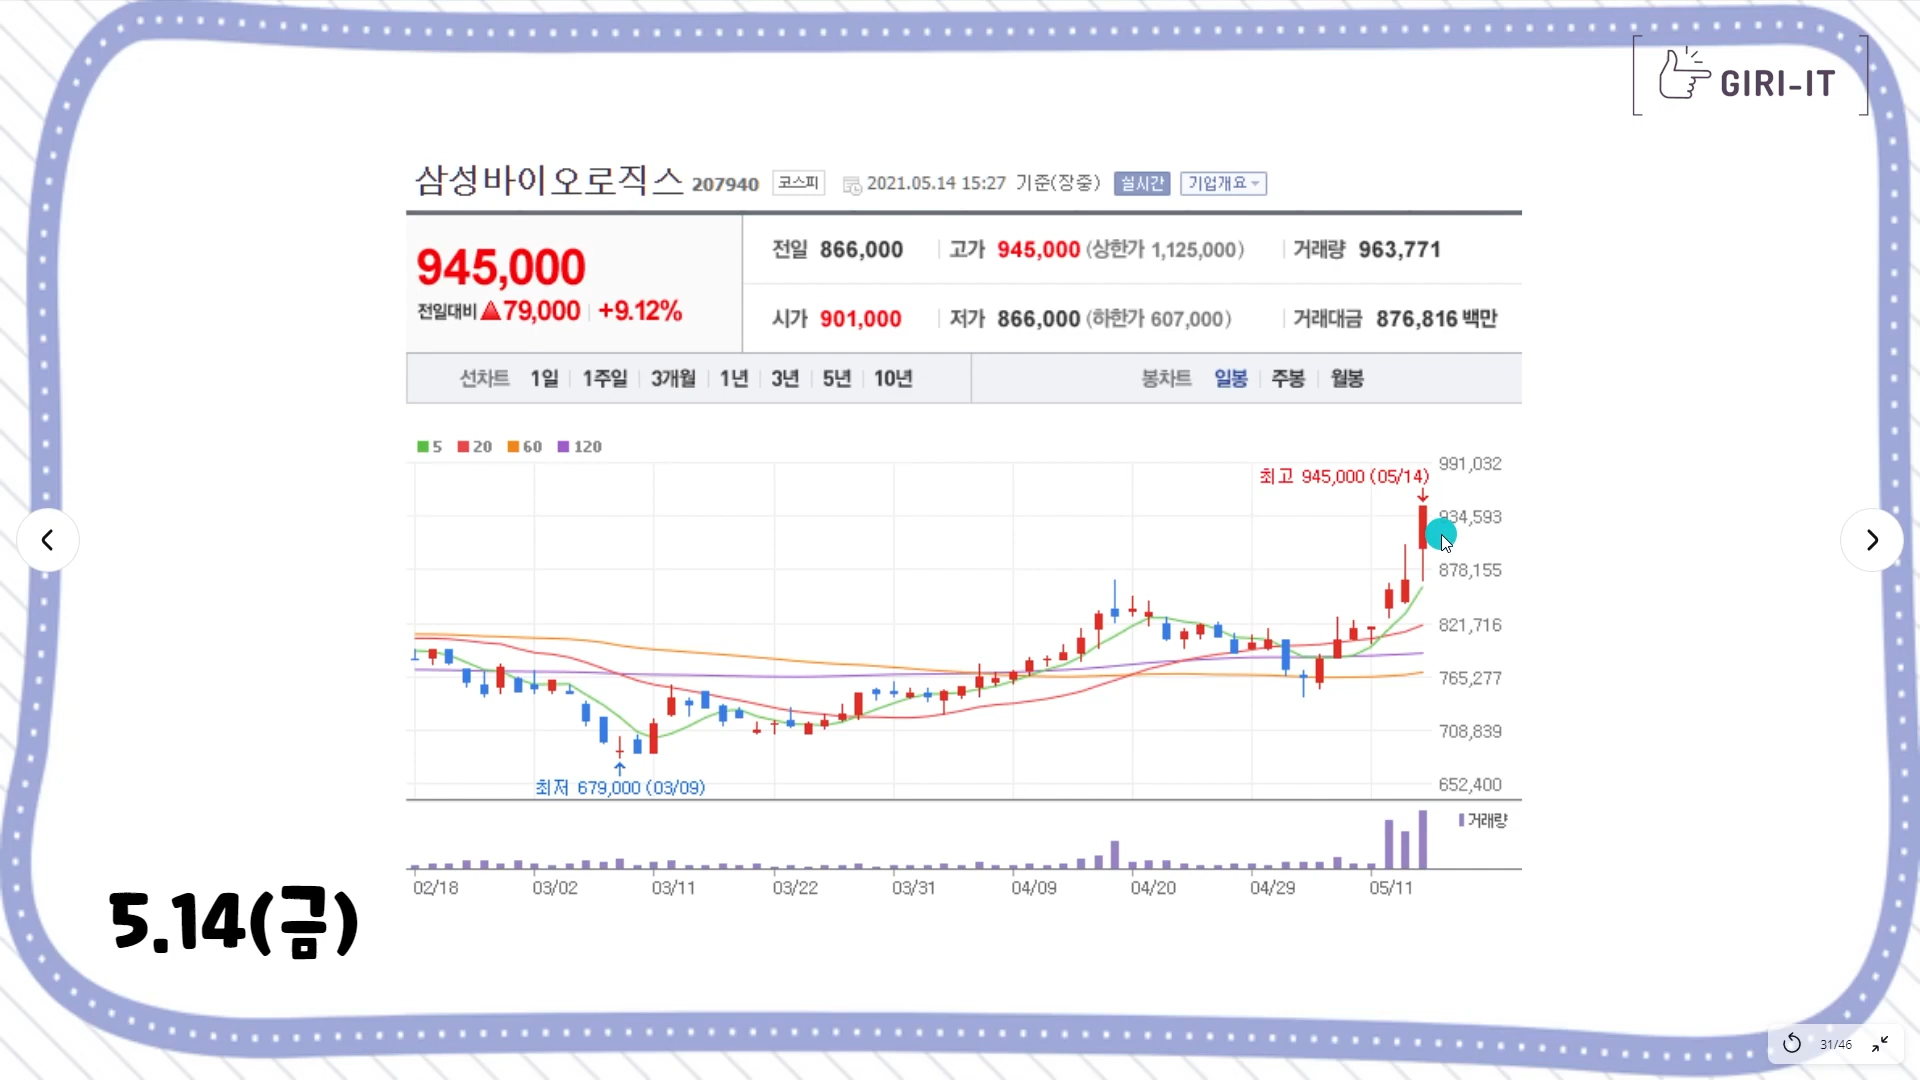 GIRI-IT
삼성바이오로직스 207940 코스피 2021.05.14 15:27 기준(장중) 실시간 기업개요
945,000
전일대비 ▲79,000 +9.12%
전일 866,000 고가 945,000 (상한가 1,125,000) 거래량 963,771
시가 901,000 저가 866,000 (하한가 607,000) 거래대금 876,816 백만
선차트 1일 1주일 3개월 1년 3년 5년 10년 봉차트 일봉 주봉 월봉
5 20 60 120
991,032
최고 945,000 (05/14)
934,593
878,155
821,716
765,277
708,839
652,400
최저 679,000 (03/09)
거래량
02/18 03/02 03/11 03/22 03/31 04/09 04/20 04/29 05/11
5.14(금)
31/46